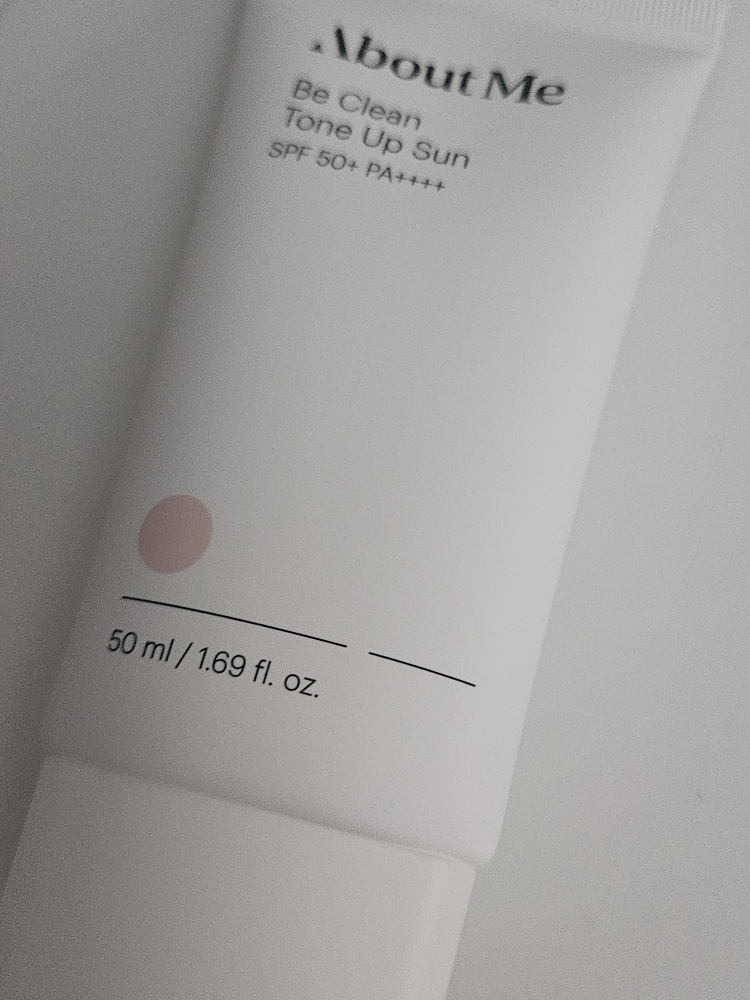 About Me
Be Clean
Tone Up Sun
SPF 50+ PA++++
50 ml / 1.69 fl. oz.